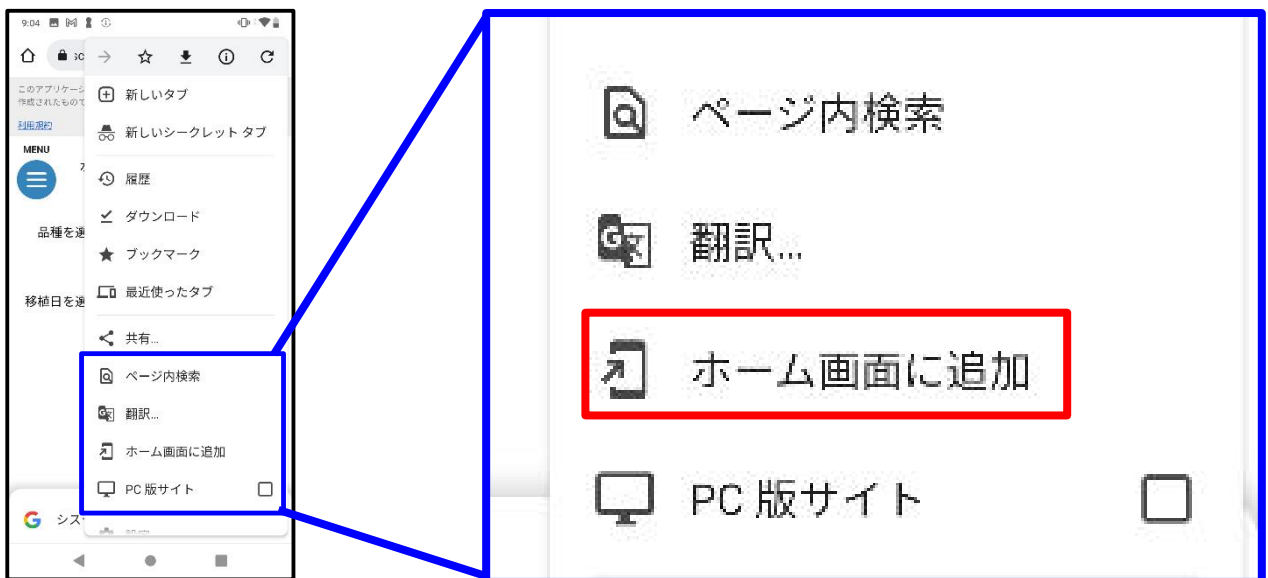 9:04
このアプリケーシ
作成されたもので
利用規約
MENU
品種を選
移植日を選
新しいタブ
新しいシークレット タブ
履歴
ダウンロード
ブックマーク
最近使ったタブ
共有...
ページ内検索
翻訳...
ホーム画面に追加
PC 版サイト
シス
ページ内検索
翻訳...
ホーム画面に追加
PC 版サイト